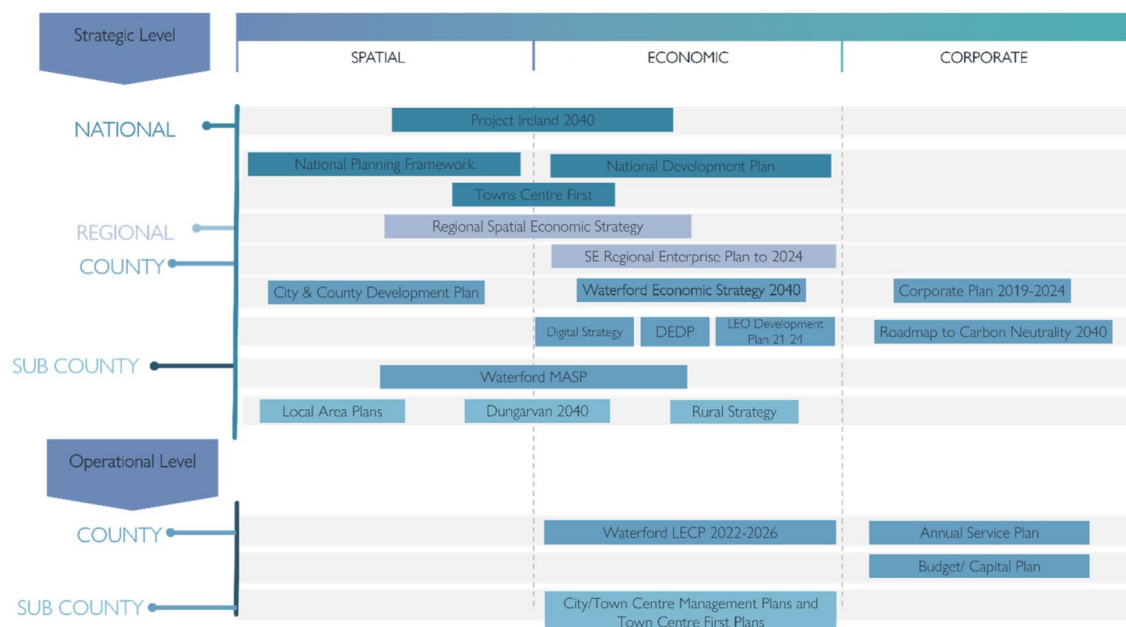 Strategic Level
SPATIAL
ECONOMIC
CORPORATE
NATIONAL
Project Ireland 2040
National Planning Framework
National Development Plan
Towns Centre First
REGIONAL
Regional Spatial Economic Strategy
COUNTY
SE Regional Enterprise Plan to 2024
City & County Development Plan
Waterford Economic Strategy 2040
Corporate Plan 2019-2024
Digital Strategy
DEDP
LEO Development
Plan 21-24
Roadmap to Carbon Neutrality 2040
SUB COUNTY
Waterford MASP
Local Area Plans
Dungarvan 2040
Rural Strategy
Operational Level
COUNTY
Waterford LECP 2022-2026
Annual Service Plan
Budget/ Capital Plan
SUB COUNTY
City/Town Centre Management Plans and
Town Centre First Plans